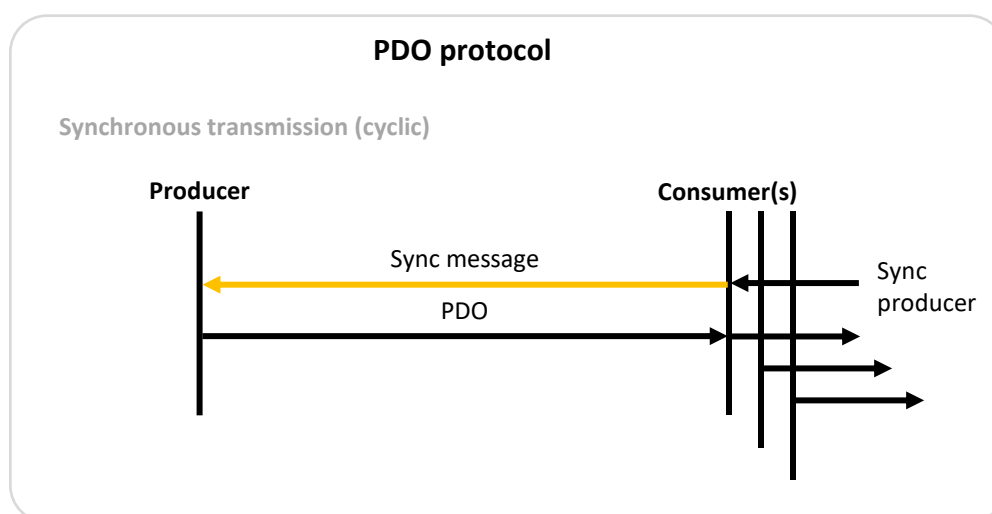 PDO protocol
Synchronous transmission (cyclic)
Producer
Consumer(s)
Sync message
Sync
producer
PDO